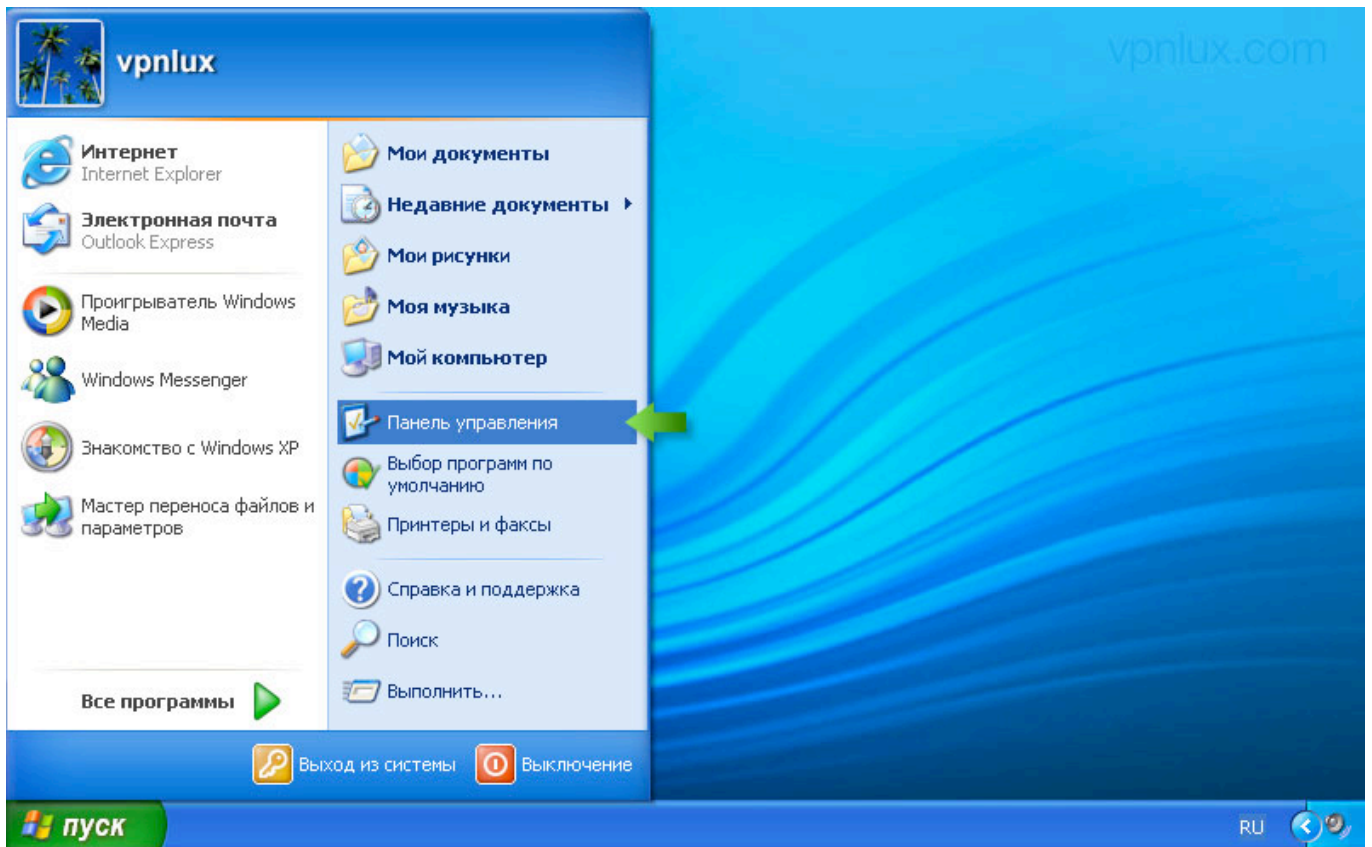 vpnlux
vpnlux.com
Интернет
Internet Explorer
Электронная почта
Outlook Express
Проигрыватель Windows
Media
Windows Messenger
Знакомство с Windows XP
Мастер переноса файлов и
параметров
Все программы
Мои документы
Недавние документы
Мои рисунки
Моя музыка
Мой компьютер
Панель управления
Выбор программ по
умолчанию
Принтеры и факсы
Справка и поддержка
Поиск
Выполнить...
Выход из системы
Выключение
пуск
RU